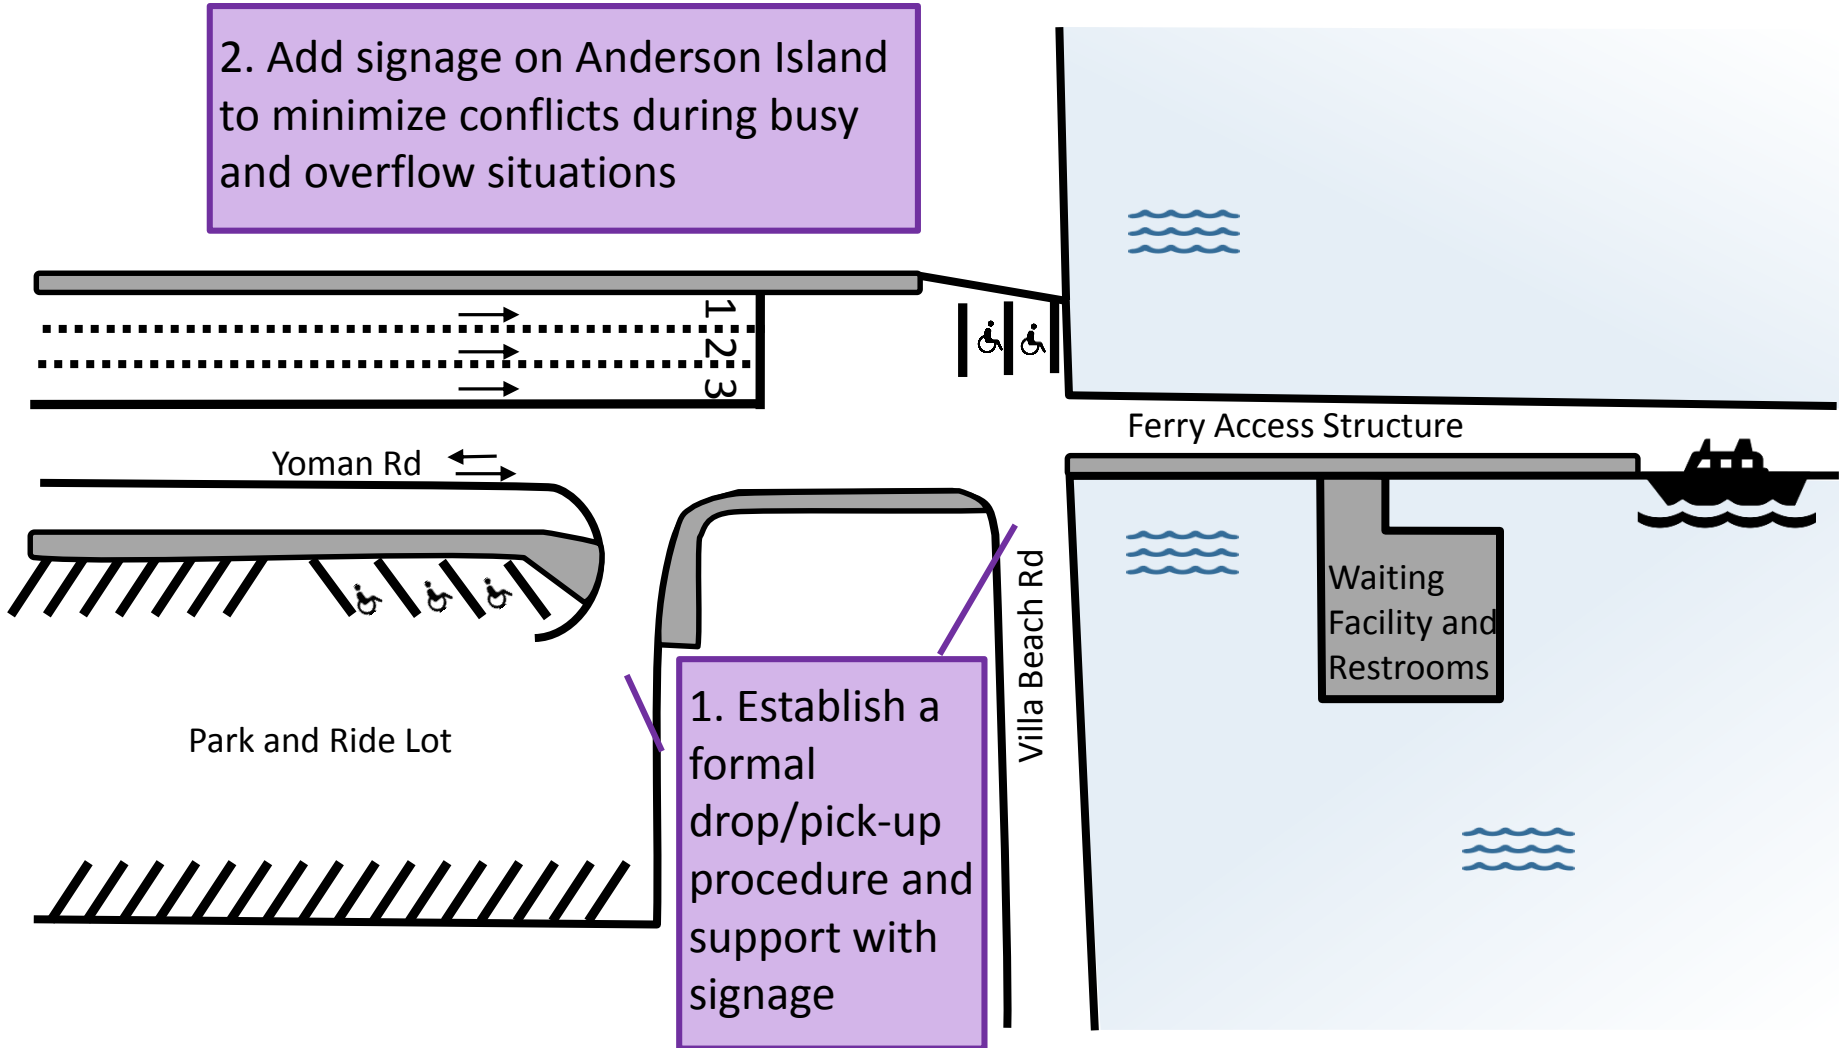 2. Add signage on Anderson Island
to minimize conflicts during busy
and overflow situations
1
2
3
Ferry Access Structure
Yoman Rd
Waiting
Facility and
Restrooms
Villa Beach Rd
Park and Ride Lot
1. Establish a
formal
drop/pick-up
procedure and
support with
signage